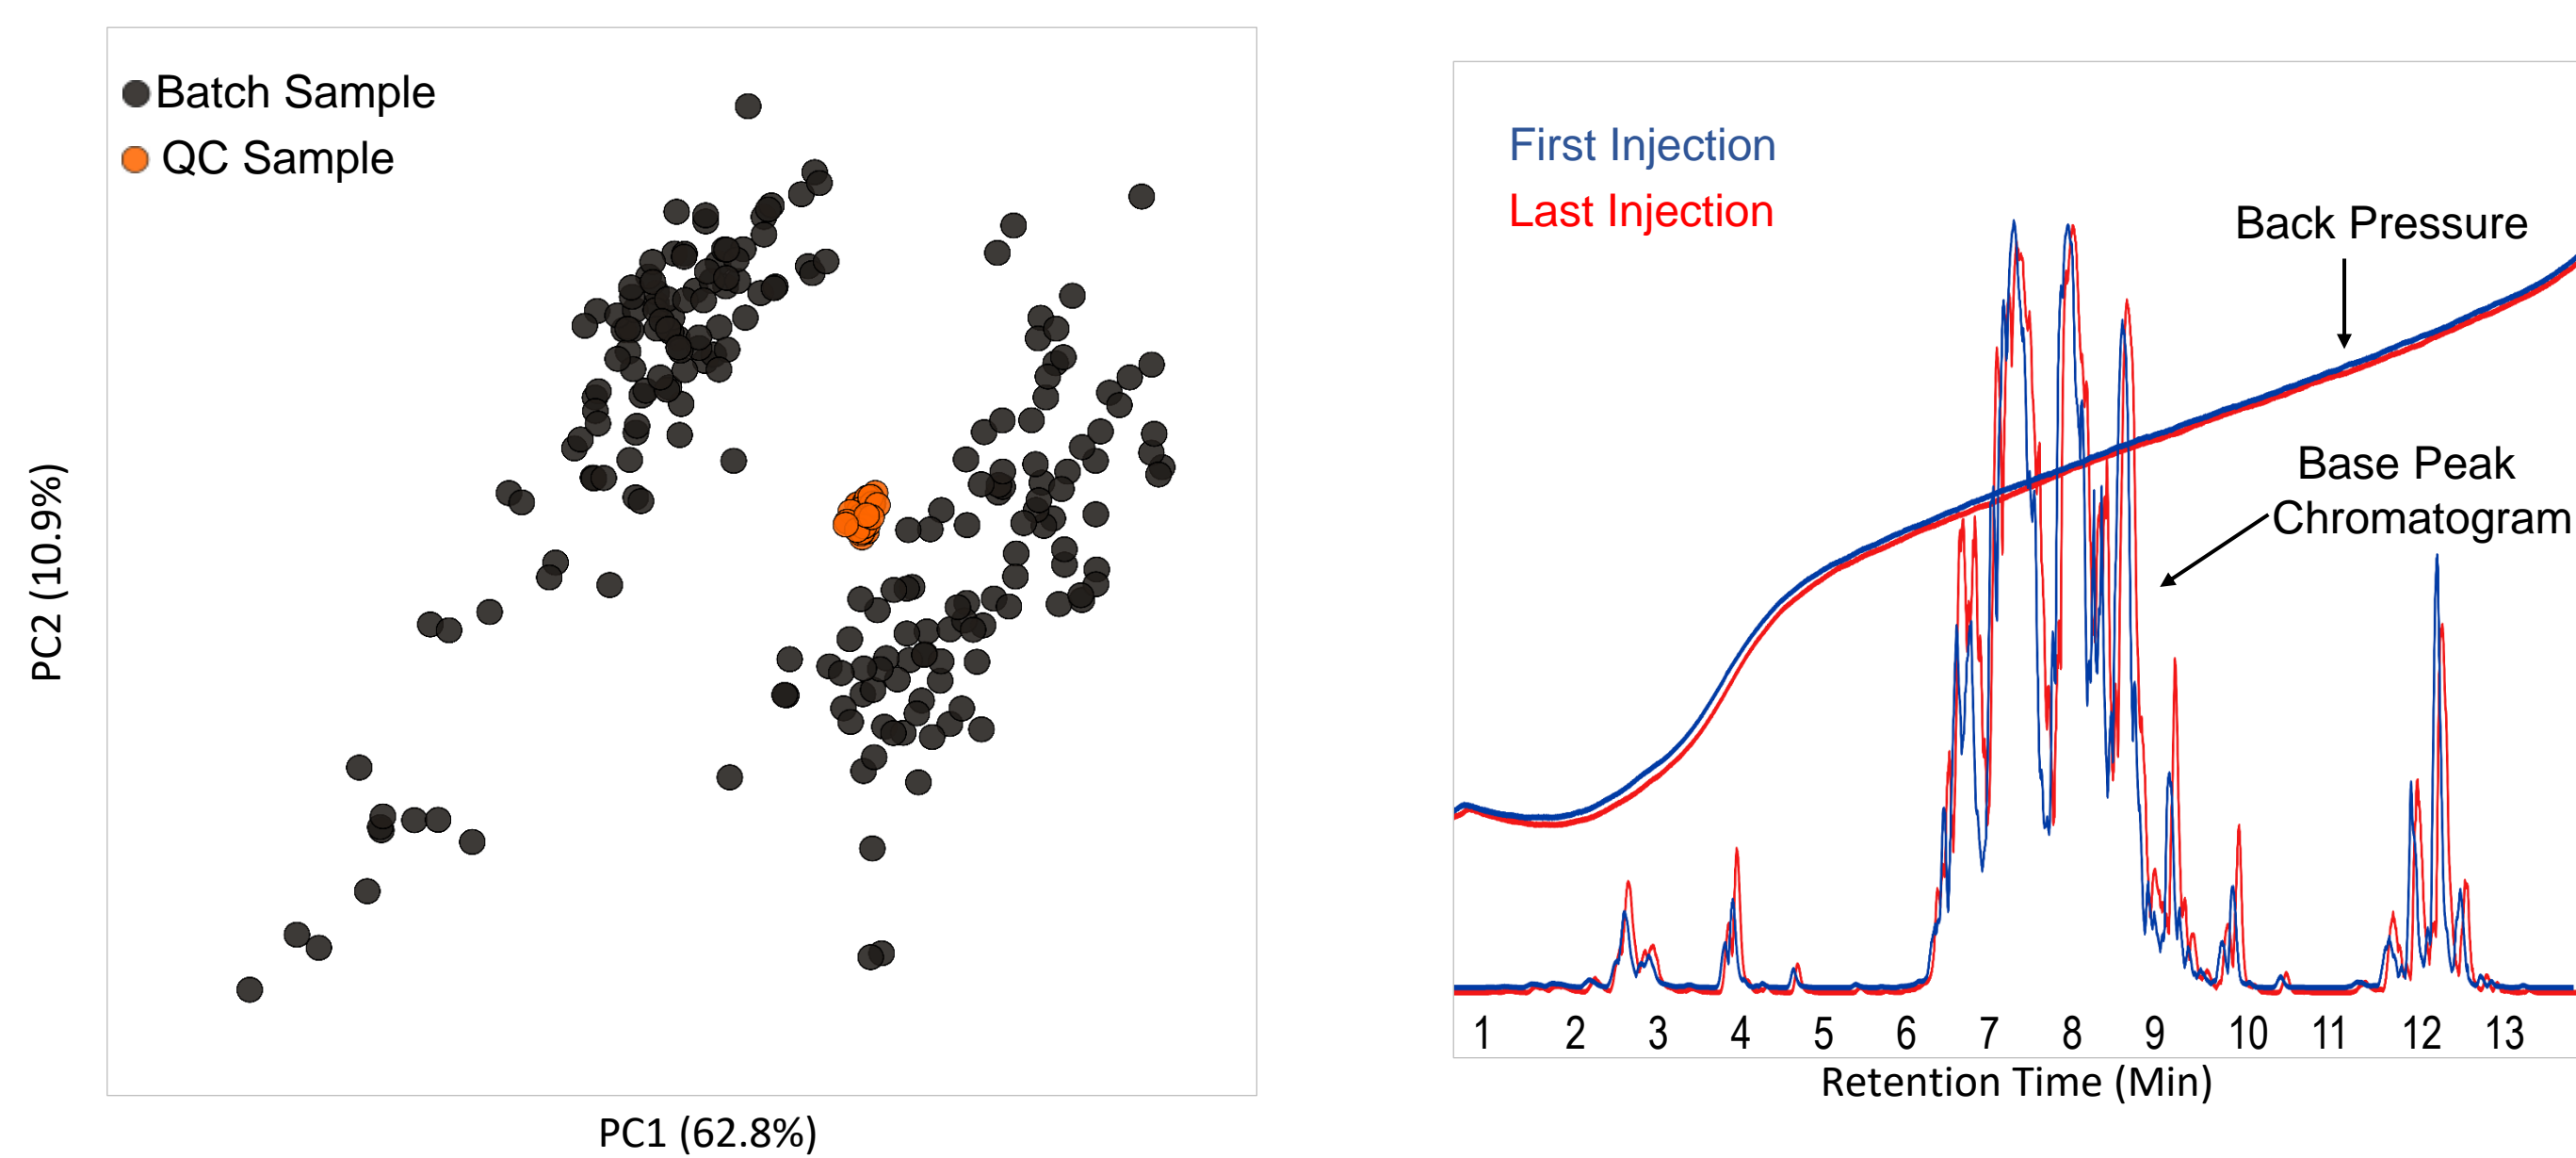 Batch Sample
QC Sample
PC2 (10.9%)
PC1 (62.8%)
First Injection
Last Injection
Back Pressure
Base Peak
Chromatogram
1 2 3 4 5 6 7 8 9 10 11 12 13
Retention Time (Min)